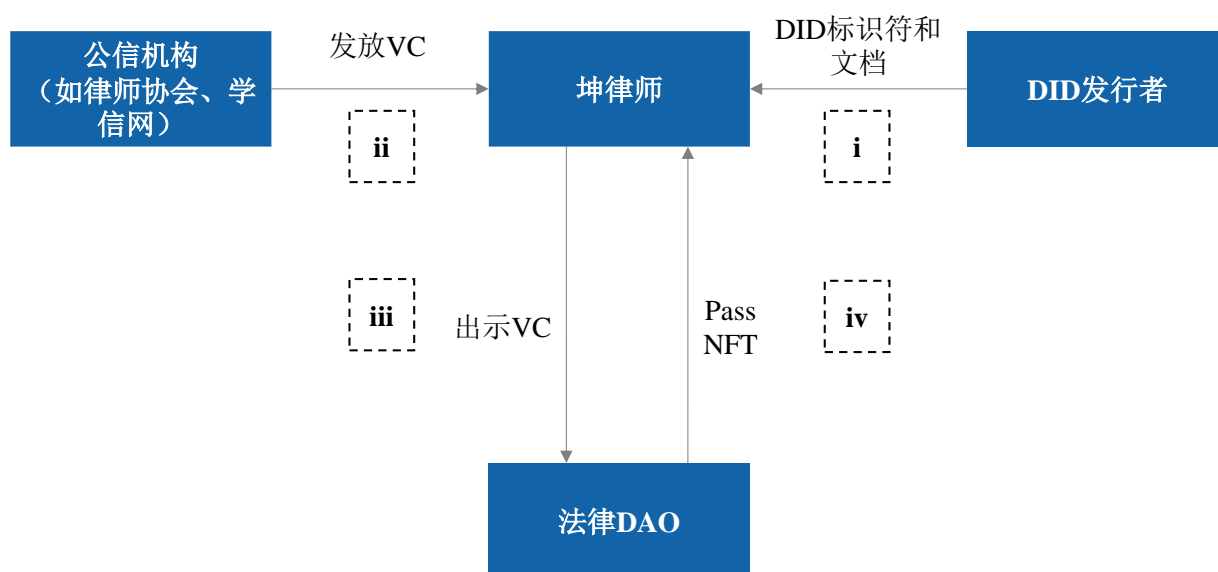 公信机构
（如律师协会、学
信网）
发放VC
坤律师
DID标识符和
文档
DID发行者
ii
i
iii
出示VC
Pass
NFT
iv
法律DAO